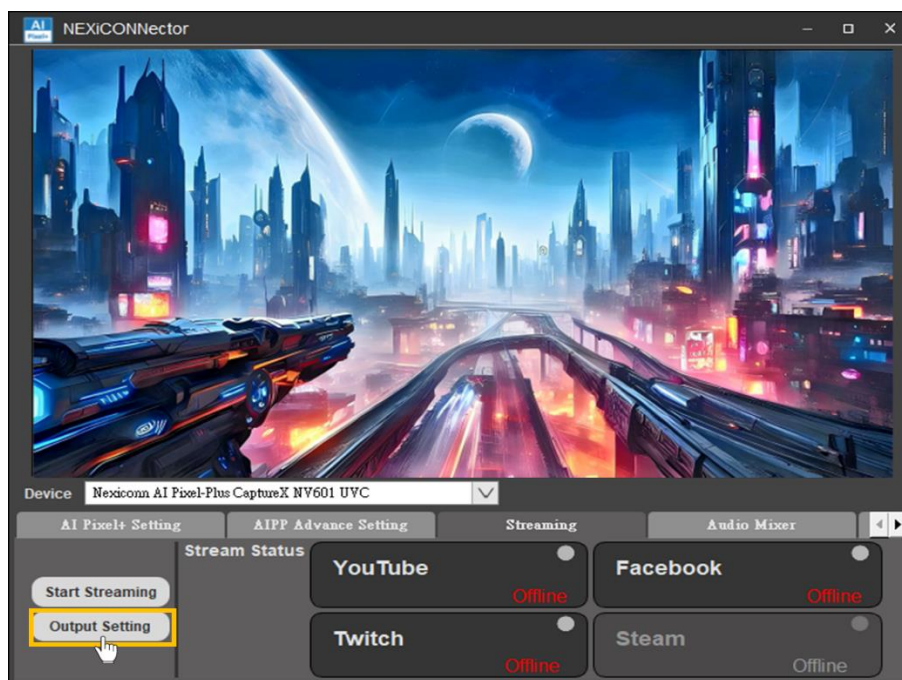 AI
Pixel+
NEXiCONNector
Device Nexiconn AI Pixel-Plus CaptureX NV601 UVC
AI Pixel+ Setting AIPP Advance Setting Streaming Audio Mixer
Stream Status
YouTube
Offline
Facebook
Offline
Start Streaming
Output Setting
Twitch
Offline
Steam
Offline